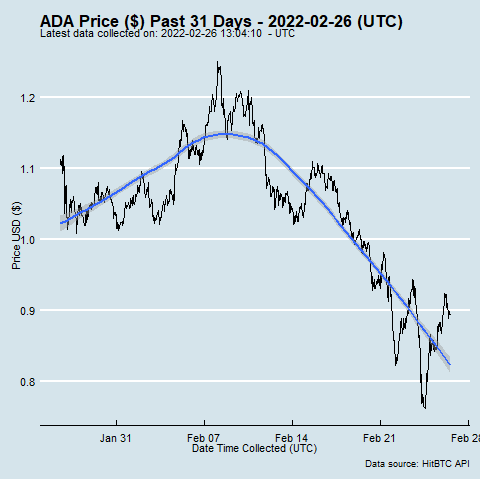 ADA Price ($) Past 31 Days - 2022-02-26 (UTC)
Latest data collected on: 2022-02-26 13:04:10  - UTC
1.2
1.1
1.0
0.9
0.8
Price USD ($)
Jan 31 Feb 07 Feb 14 Feb 21 Feb 28
Date Time Collected (UTC)
Data source: HitBTC API